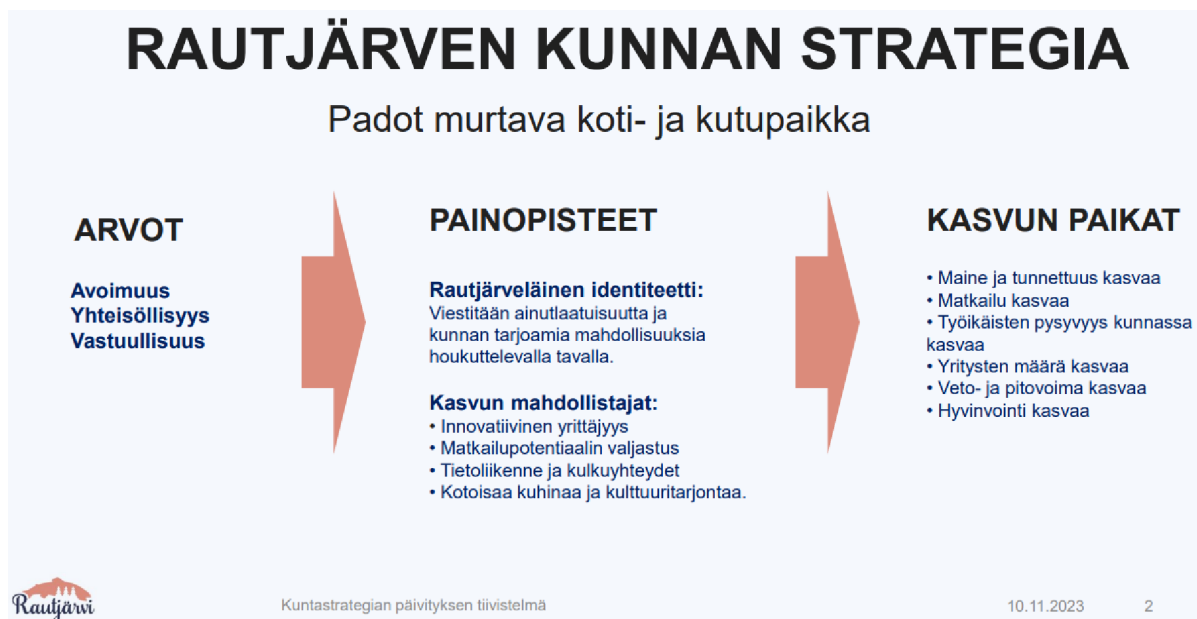 RAUTJÄRVEN KUNNAN STRATEGIA
Padot murtava koti- ja kutupaikka
ARVOT
Avoimuus
Yhteisöllisyys
Vastuullisuus
PAINOPISTEET
Rautjärveläinen identiteetti:
Viestitään ainutlaatuisuutta ja
kunnan tarjoamia mahdollisuuksia
houkuttelevalla tavalla.
Kasvun mahdollistajat:
• Innovatiivinen yrittäjyys
• Matkailupotentiaalin valjastus
• Tietoliikenne ja kulkuyhteydet
• Kotoisaa kuhinaa ja kulttuuritarjontaa.
KASVUN PAIKAT
• Maine ja tunnettuus kasvaa
• Matkailu kasvaa
• Työikäisten pysyvyys kunnassa
kasvaa
• Yritysten määrä kasvaa
• Veto- ja pitovoima kasvaa
• Hyvinvointi kasvaa
Rautjärvi
Kuntastrategian päivityksen tiivistelmä
10.11.2023
2